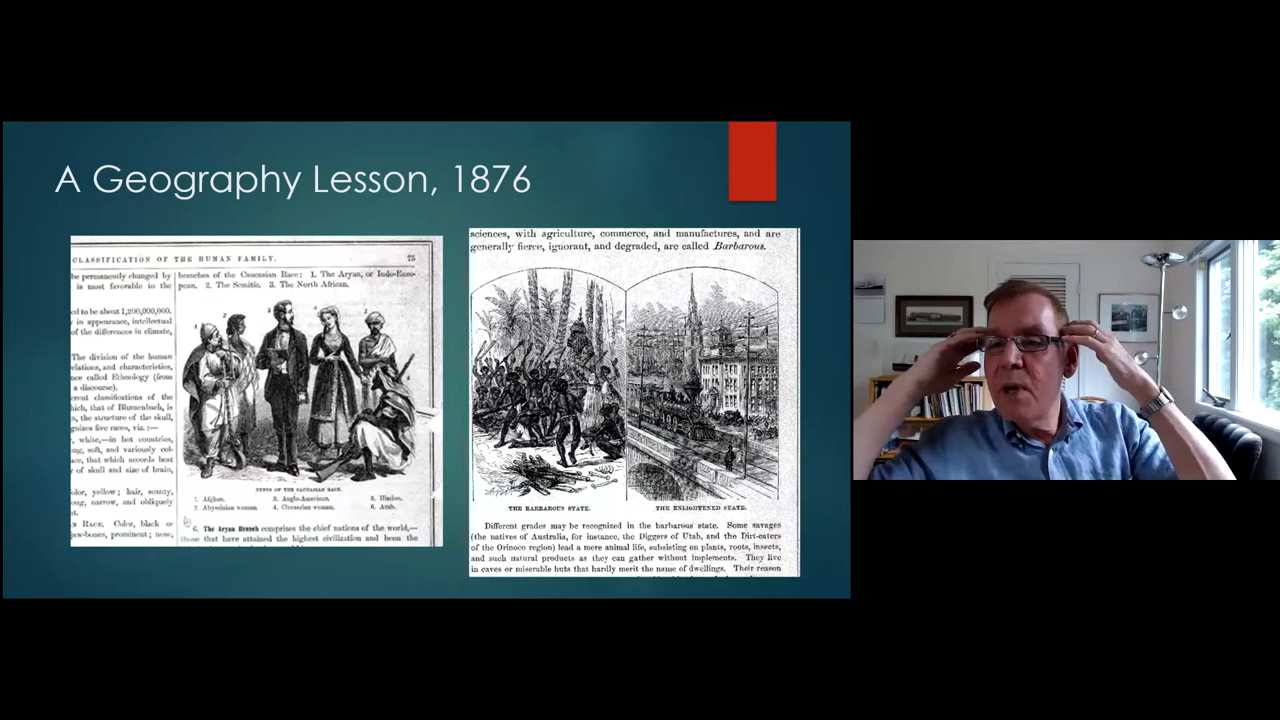 A Geography Lesson, 1876
CLASSIFICATION OF THE HUMAN FAMILY. 75
be permanently changed by
is most favorable to the
ed to be about 1,200,000,000.
in appearance, intellectual
of the differences in climate,
The division of the human
elations, and characteristics,
nce called Ethnology (from
a discourse).
erent classifications of the
hich, that of Blumenbach, is
n, the structure of the skull,
guizes five races, viz. :—
, white,—in hot countries,
ong, soft, and variously col-
ace, that which accords best
of skull and size of brain,
olor, yellow; hair, scanty,
ong, narrow, and obliquely
RACE. Color, black or
aw-bones, prominent; nose,
branches of the Caucasian Race; 1. The Aryan, or Indo-Euro-
pean. 2. The Semitic. 3. The North African.
TYPES OF THE CAUCASIAN RACE.
1. Afghan. 3. Anglo-American. 5. Hindoo.
2. Abyssinian woman. 4. Circassian woman. 6. Arab.
6. The Aryan Branch comprises the chief nations of the world,—
those that have attained the highest civilization and been the
sciences, with agriculture, commerce, and manufactures, and are
generally fierce, ignorant, and degraded, are called Barbarous.
THE BARBAROUS STATE. THE ENLIGHTENED STATE.
Different grades may be recognized in the barbarous state. Some savages
(the natives of Australia, for instance, the Diggers of Utah, and the Dirt-eaters
of the Orinoco region) lead a mere animal life, subsisting on plants, roots, insects,
and such natural products as they can gather without implements. They live
in caves or miserable huts that hardly merit the name of dwellings. Their reason